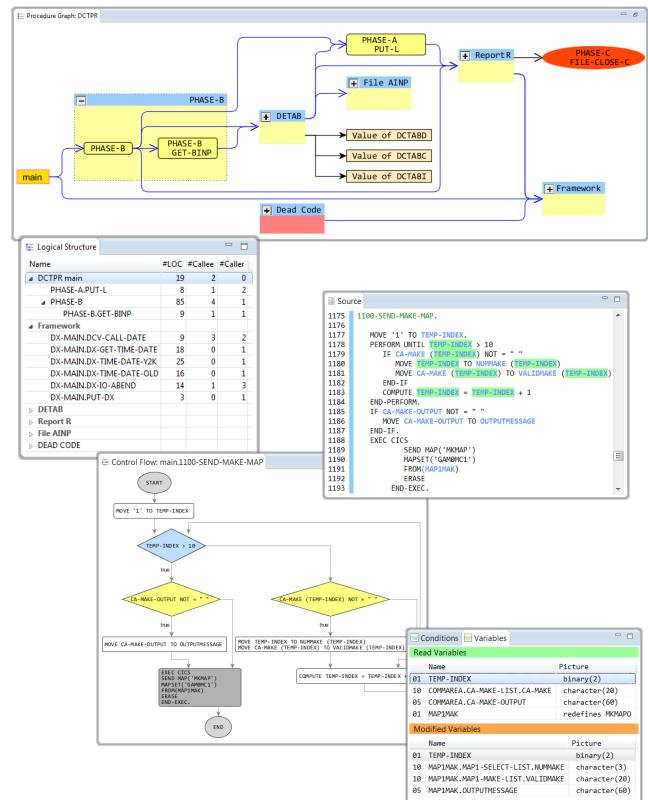 Procedure Graph: DCTPR
PHASE-A
PUT-L
Report R
PHASE-C
FILE-CLOSE-C
File AINP
PHASE-B
DETAB
PHASE-B
PHASE-B
GET-BINP
Value of DCTABD
Value of DCTABC
Value of DCTABI
main
Framework
Dead Code
Logical Structure
Name #LOC #Callee #Caller
DCTPR main 19 2 0
PHASE-A.PUT-L 8 1 2
PHASE-B 85 4 1
PHASE-B.GET-BINP 9 1 1
Framework
DX-MAIN.DCV-CALL-DATE 9 3 2
DX-MAIN.DX-GET-TIME-DATE 18 0 1
DX-MAIN.DX-TIME-DATE-Y2K 25 0 1
DX-MAIN.DX-TIME-DATE-OLD 16 0 1
DX-MAIN.DX-IO-ABEND 14 1 3
DX-MAIN.PUT-DX 3 0 1
DETAB
Report R
File AINP
DEAD CODE
Source
1175 1100-SEND-MAKE-MAP.
1176
1177 MOVE '1' TO TEMP-INDEX.
1178 PERFORM UNTIL TEMP-INDEX > 10
1179 IF CA-MAKE (TEMP-INDEX) NOT = " "
1180 MOVE TEMP-INDEX TO NUMMAKE (TEMP-INDEX)
1181 MOVE CA-MAKE (TEMP-INDEX) TO VALIDMAKE (TEMP-INDEX)
1182 END-IF
1183 COMPUTE TEMP-INDEX = TEMP-INDEX + 1
1184 END-PERFORM.
1185 IF CA-MAKE-OUTPUT NOT = " "
1186 MOVE CA-MAKE-OUTPUT TO OUTPUTMESSAGE
1187 END-IF.
1188 EXEC CICS
1189 SEND MAP('MKMAP')
1190 MAPSET('GAM0MC1')
1191 FROM(MAP1MAK)
1192 ERASE
1193 END-EXEC.
Control Flow: main.1100-SEND-MAKE-MAP
START
MOVE '1' TO TEMP-INDEX
TEMP-INDEX > 10
true
CA-MAKE-OUTPUT NOT = " "
CA-MAKE (TEMP-INDEX) NOT = " "
true
true
MOVE CA-MAKE-OUTPUT TO OUTPUTMESSAGE
MOVE TEMP-INDEX TO NUMMAKE (TEMP-INDEX)
MOVE CA-MAKE (TEMP-INDEX) TO VALIDMAKE (TEMP-INDEX)
EXEC CICS
SEND MAP('MKMAP')
MAPSET('GAM0MC1')
FROM(MAP1MAK)
ERASE
END-EXEC.
COMPUTE TEMP-INDEX = TEMP-INDEX +
END
Conditions Variables
Read Variables
Name Picture
01 TEMP-INDEX binary(2)
10 COMMAREA.CA-MAKE-LIST.CA-MAKE character(20)
05 COMMAREA.CA-MAKE-OUTPUT character(60)
01 MAP1MAK redefines MKMAPO
Modified Variables
Name Picture
01 TEMP-INDEX binary(2)
10 MAP1MAK.MAP1-SELECT-LIST.NUMMAKE character(3)
10 MAP1MAK.MAP1-MAKE-LIST.VALIDMAKE character(20)
05 MAP1MAK.OUTPUTMESSAGE character(60)